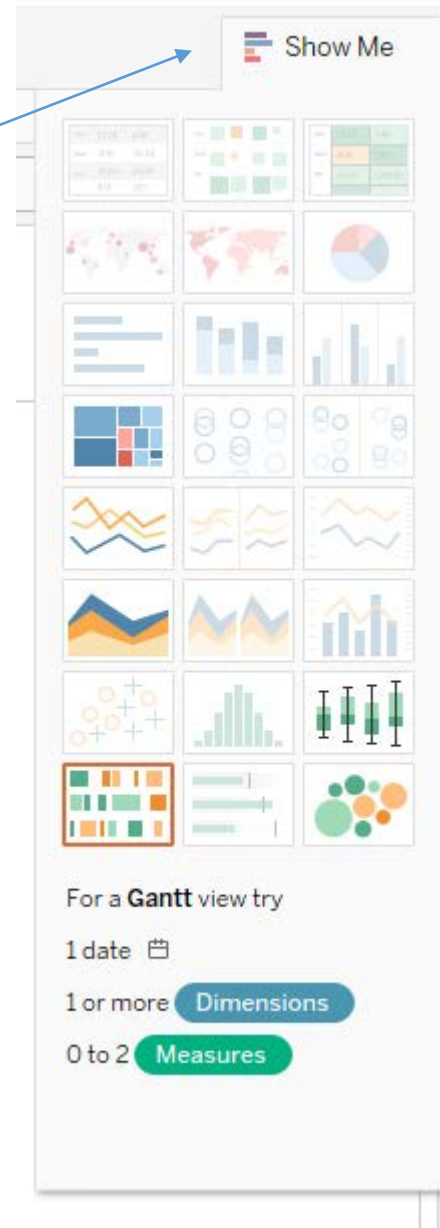 Show Me
For a Gantt view try
1 date
1 or more Dimensions
0 to 2 Measures